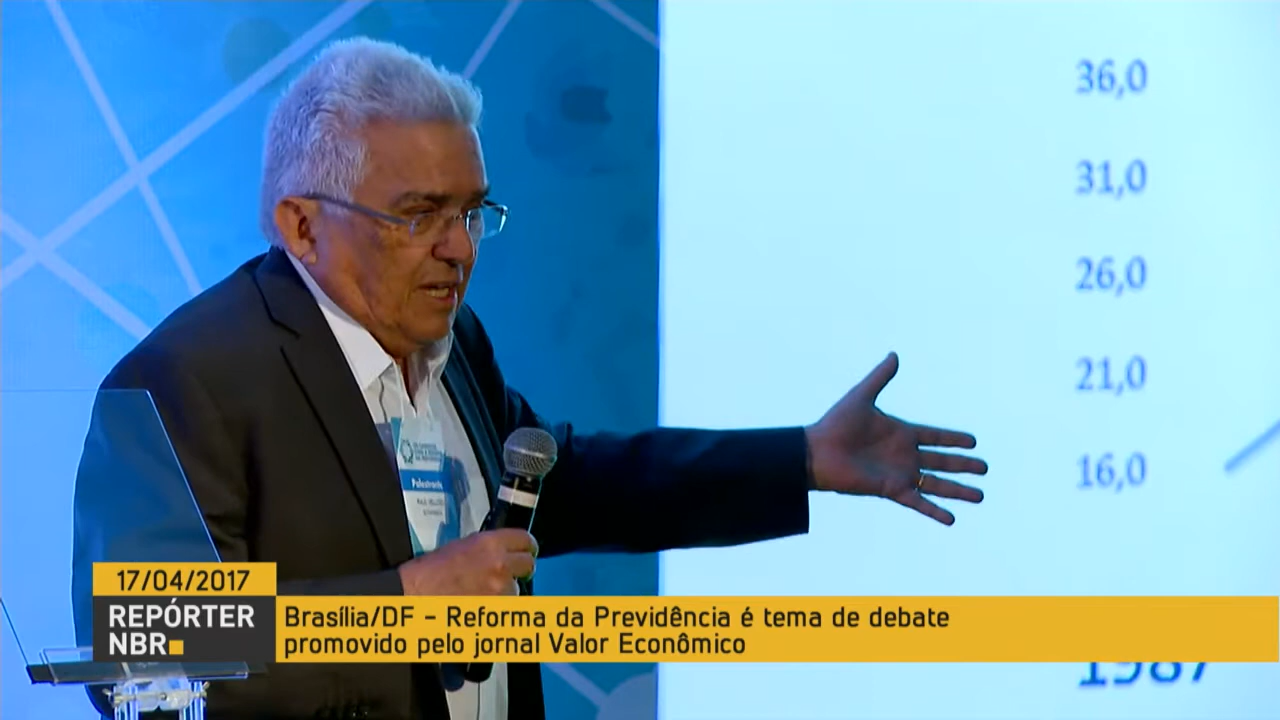 36,0
31,0
26,0
21,0
16,0
1987
Palestrante
17/04/2017
REPÓRTER
NBR
Brasília/DF - Reforma da Previdência é tema de debate
promovido pelo jornal Valor Econômico